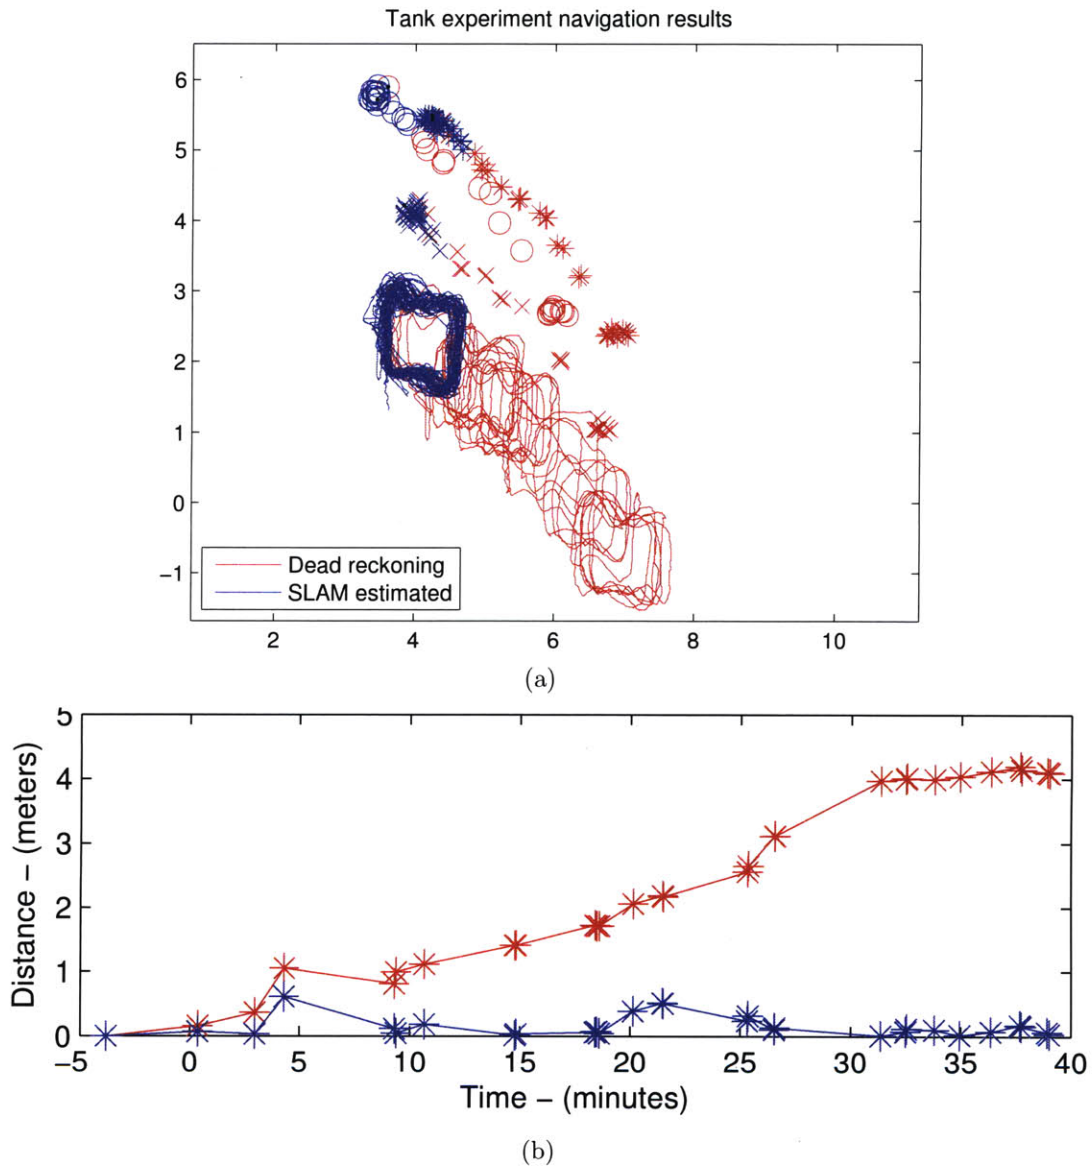 Tank experiment navigation results
6
5
4
3
2
1
0
−1
Dead reckoning
SLAM estimated
2 4 6 8 10
(a)
5
4
3
2
1
0
Distance − (meters)
−5 0 5 10 15 20 25 30 35 40
Time − (minutes)
(b)